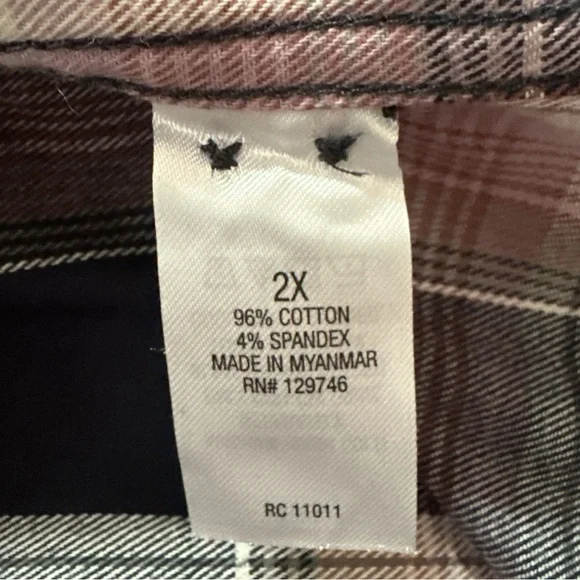 2X
96% COTTON
4% SPANDEX
MADE IN MYANMAR
RN# 129746
RC 11011